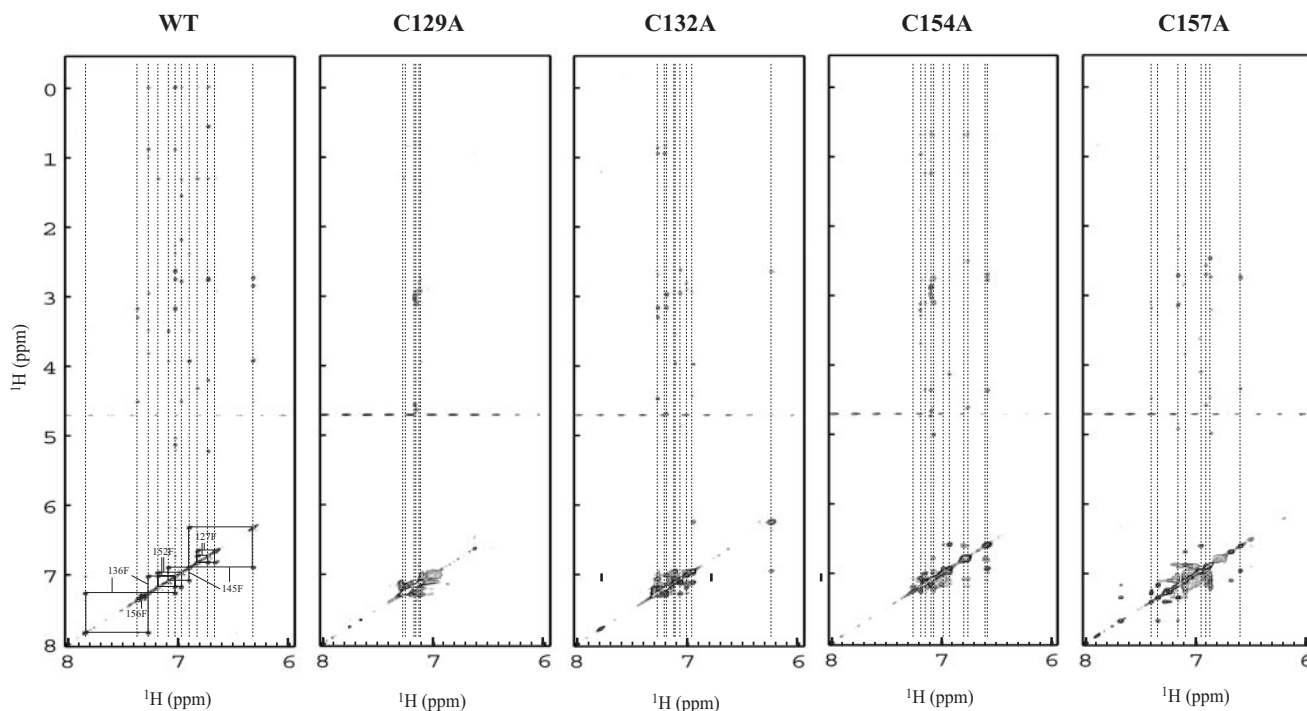 WT C129A C132A C154A C157A
0
1
2
3
4
5
6
7
8
¹H (ppm)
127F
152F
136F
145F
156F
8 7 6 8 7 8 7 6 8 7 6 8 7 6
¹H (ppm) ¹H (ppm) ¹H (ppm) ¹H (ppm) ¹H (ppm)